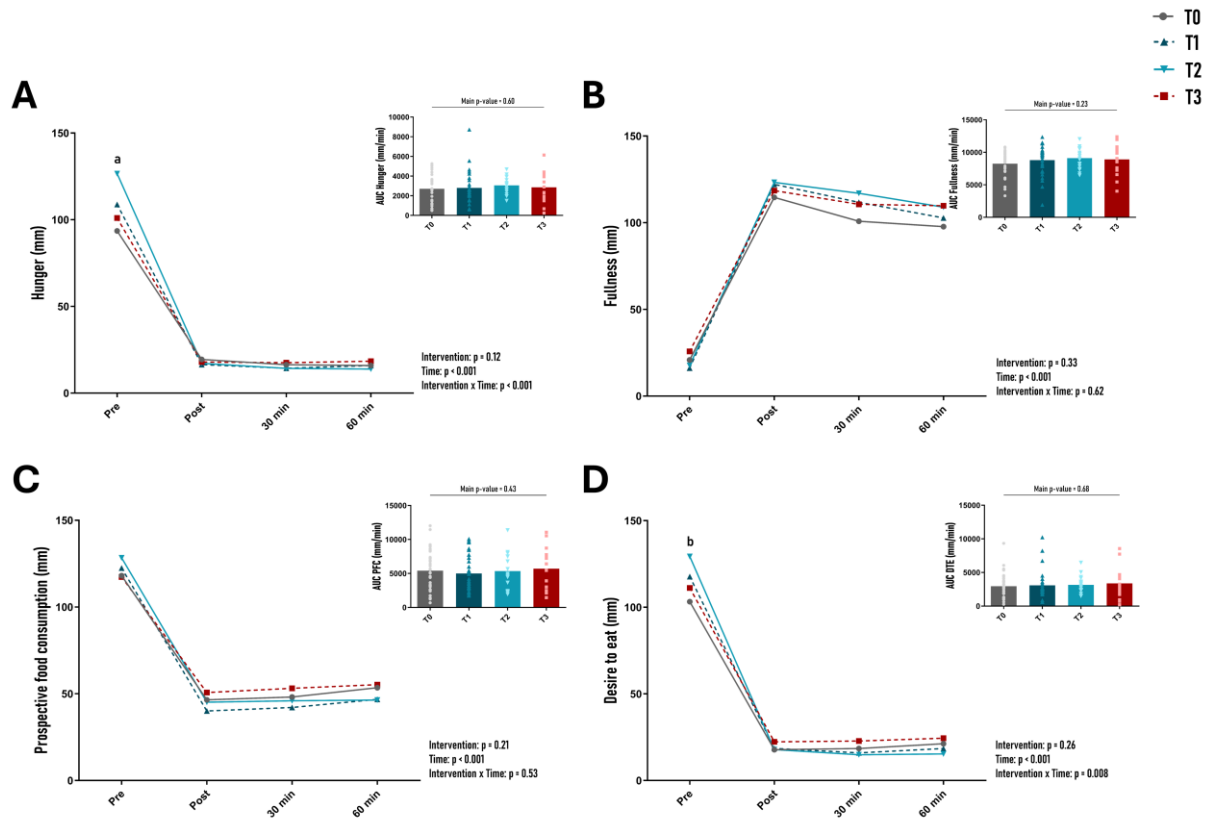 T0
T1
T2
T3
A
Main p-value = 0.60
AUC Hunger (mm/min)
10000
8000
6000
4000
2000
0
T0 T1 T2 T3
Hunger (mm)
150
100
50
0
a
Pre Post 30 min 60 min
Intervention: p = 0.12
Time: p < 0.001
Intervention x Time: p < 0.001
B
Main p-value = 0.23
AUC Fullness (mm/min)
15000
10000
5000
0
T0 T1 T2 T3
Fullness (mm)
150
100
50
0
Pre Post 30 min 60 min
Intervention: p = 0.33
Time: p < 0.001
Intervention x Time: p = 0.62
C
Main p-value = 0.43
AUC PFC (mm/min)
15000
10000
5000
0
T0 T1 T2 T3
Prospective food consumption (mm)
150
100
50
0
Pre Post 30 min 60 min
Intervention: p = 0.21
Time: p < 0.001
Intervention x Time: p = 0.53
D
Main p-value = 0.68
AUC DTE (mm/min)
15000
10000
5000
0
T0 T1 T2 T3
Desire to eat (mm)
150
100
50
0
b
Pre Post 30 min 60 min
Intervention: p = 0.26
Time: p < 0.001
Intervention x Time: p = 0.008